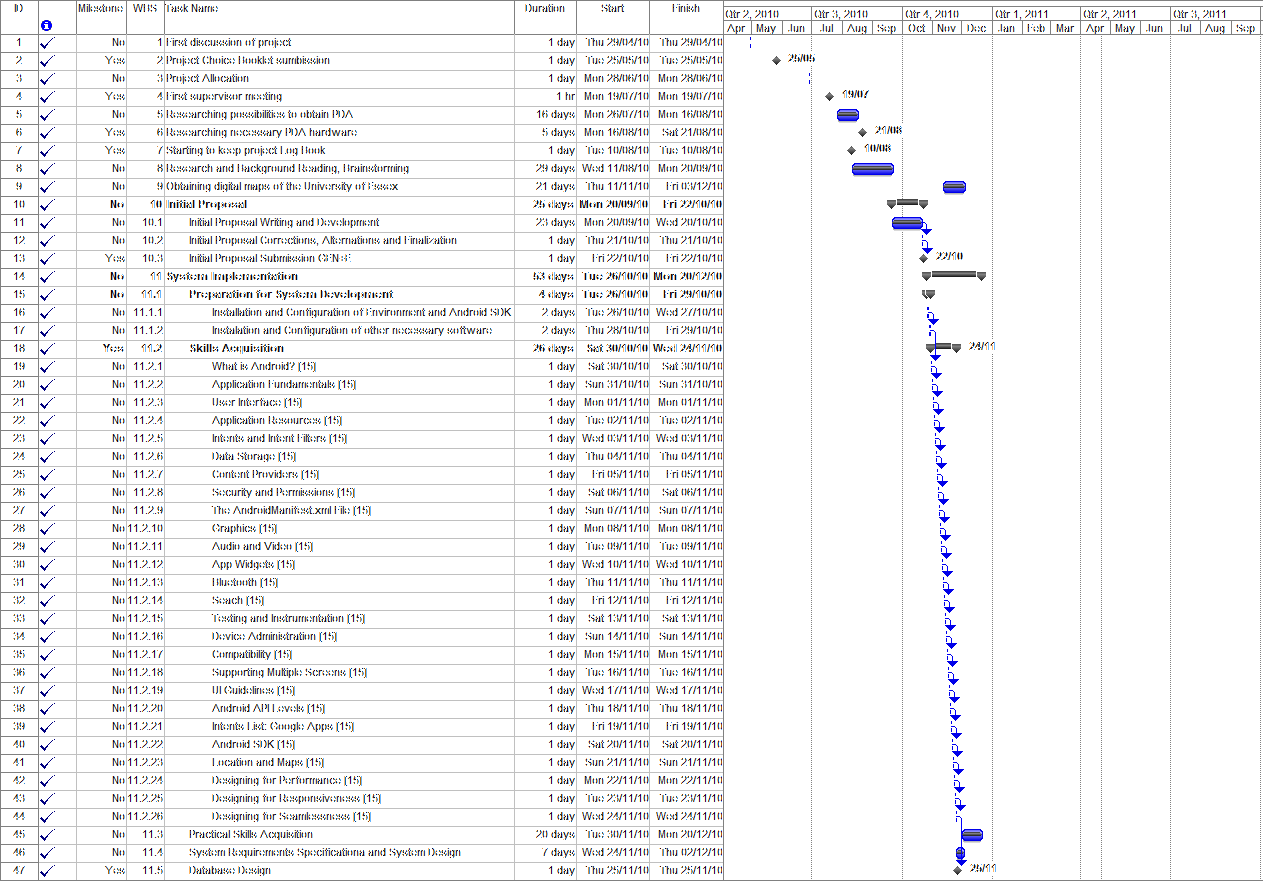 ID Milestone WBS Task Name Duration Start Finish Qtr 2, 2010 Qtr 3, 2010 Qtr 4, 2010 Qtr 1, 2011 Qtr 2, 2011 Qtr 3, 2011
Apr May Jun Jul Aug Sep Oct Nov Dec Jan Feb Mar Apr May Jun Jul Aug Sep
1 No 1 First discussion of project 1 day Thu 29/04/10 Thu 29/04/10
2 Yes 2 Project Choice Booklet sumbission 1 day Tue 25/05/10 Tue 25/05/10 25/05
3 No 3 Project Allocation 1 day Mon 28/06/10 Mon 28/06/10
4 Yes 4 First supervisor meeting 1 hr Mon 19/07/10 Mon 19/07/10 19/07
5 No 5 Researching possibilities to obtain PDA 16 days Mon 26/07/10 Mon 16/08/10
6 Yes 6 Researching necessary PDA hardware 5 days Mon 16/08/10 Sat 21/08/10 21/08
7 Yes 7 Starting to keep project Log Book 1 day Tue 10/08/10 Tue 10/08/10 10/08
8 No 8 Research and Background Reading, Brainstorming 29 days Wed 11/08/10 Mon 20/09/10
9 No 9 Obtaining digital maps of the University of Essex 21 days Thu 11/11/10 Fri 03/12/10
10 No 10 Initial Proposal 25 days Mon 20/09/10 Fri 22/10/10
11 No 10.1 Initial Proposal Writing and Development 23 days Mon 20/09/10 Wed 20/10/10
12 No 10.2 Initial Proposal Corrections, Alternations and Finalization 1 day Thu 21/10/10 Thu 21/10/10
13 Yes 10.3 Initial Proposal Submission 1 day Fri 22/10/10 Fri 22/10/10 22/10
14 No 11 System Implementation 53 days Tue 26/10/10 Mon 20/12/10
15 No 11.1 Preparation for System Development 4 days Tue 26/10/10 Fri 29/10/10
16 No 11.1.1 Installation and Configuration of Environment and Android SDK 2 days Tue 26/10/10 Wed 27/10/10
17 No 11.1.2 Instalation and Configuration of other necessary software 2 days Thu 28/10/10 Fri 29/10/10
18 Yes 11.2 Skills Acquisition 26 days Sat 30/10/10 Wed 24/11/10 24/11
19 No 11.2.1 What is Android? [15] 1 day Sat 30/10/10 Sat 30/10/10
20 No 11.2.2 Application Fundamentals [15] 1 day Sun 31/10/10 Sun 31/10/10
21 No 11.2.3 User Interface [15] 1 day Mon 01/11/10 Mon 01/11/10
22 No 11.2.4 Application Resources [15] 1 day Tue 02/11/10 Tue 02/11/10
23 No 11.2.5 Intents and Intent Filters [15] 1 day Wed 03/11/10 Wed 03/11/10
24 No 11.2.6 Data Storage [15] 1 day Thu 04/11/10 Thu 04/11/10
25 No 11.2.7 Content Providers [15] 1 day Fri 05/11/10 Fri 05/11/10
26 No 11.2.8 Security and Permissions [15] 1 day Sat 06/11/10 Sat 06/11/10
27 No 11.2.9 The AndroidManifest.xml File [15] 1 day Sun 07/11/10 Sun 07/11/10
28 No 11.2.10 Graphics [15] 1 day Mon 08/11/10 Mon 08/11/10
29 No 11.2.11 Audio and Video [15] 1 day Tue 09/11/10 Tue 09/11/10
30 No 11.2.12 App Widgets [15] 1 day Wed 10/11/10 Wed 10/11/10
31 No 11.2.13 Bluetooth [15] 1 day Thu 11/11/10 Thu 11/11/10
32 No 11.2.14 Seach [15] 1 day Fri 12/11/10 Fri 12/11/10
33 No 11.2.15 Testing and Instrumentation [15] 1 day Sat 13/11/10 Sat 13/11/10
34 No 11.2.16 Device Administration [15] 1 day Sun 14/11/10 Sun 14/11/10
35 No 11.2.17 Compatibility [15] 1 day Mon 15/11/10 Mon 15/11/10
36 No 11.2.18 Supporting Multiple Screens [15] 1 day Tue 16/11/10 Tue 16/11/10
37 No 11.2.19 UI Guidelines [15] 1 day Wed 17/11/10 Wed 17/11/10
38 No 11.2.20 Android API Levels [15] 1 day Thu 18/11/10 Thu 18/11/10
39 No 11.2.21 Intents List: Google Apps [15] 1 day Fri 19/11/10 Fri 19/11/10
40 No 11.2.22 Android SDK [15] 1 day Sat 20/11/10 Sat 20/11/10
41 No 11.2.23 Location and Maps [15] 1 day Sun 21/11/10 Sun 21/11/10
42 No 11.2.24 Designing for Performance [15] 1 day Mon 22/11/10 Mon 22/11/10
43 No 11.2.25 Designing for Responsiveness [15] 1 day Tue 23/11/10 Tue 23/11/10
44 No 11.2.26 Designing for Seamlessness [15] 1 day Wed 24/11/10 Wed 24/11/10
45 No 11.3 Practical Skills Acquisition 20 days Tue 30/11/10 Mon 20/12/10
46 No 11.4 System Requirements Specificationa and System Design 7 days Wed 24/11/10 Thu 02/12/10
47 Yes 11.5 Database Design 1 day Thu 25/11/10 Thu 25/11/10 25/11